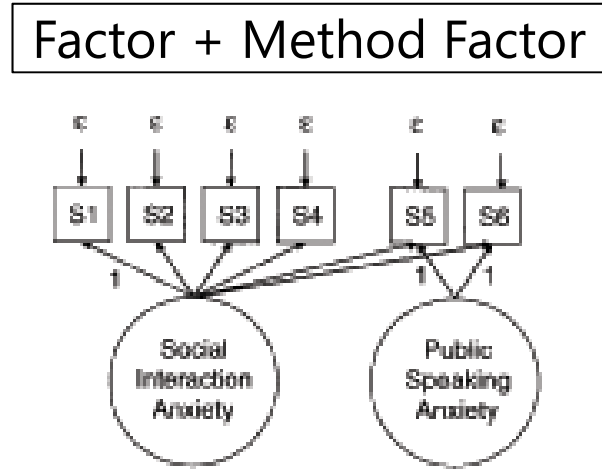 Factor + Method Factor
ε ε ε ε ε ε
S1 S2 S3 S4 S5 S6
1 1 1
Social
Interaction
Anxiety
Public
Speaking
Anxiety